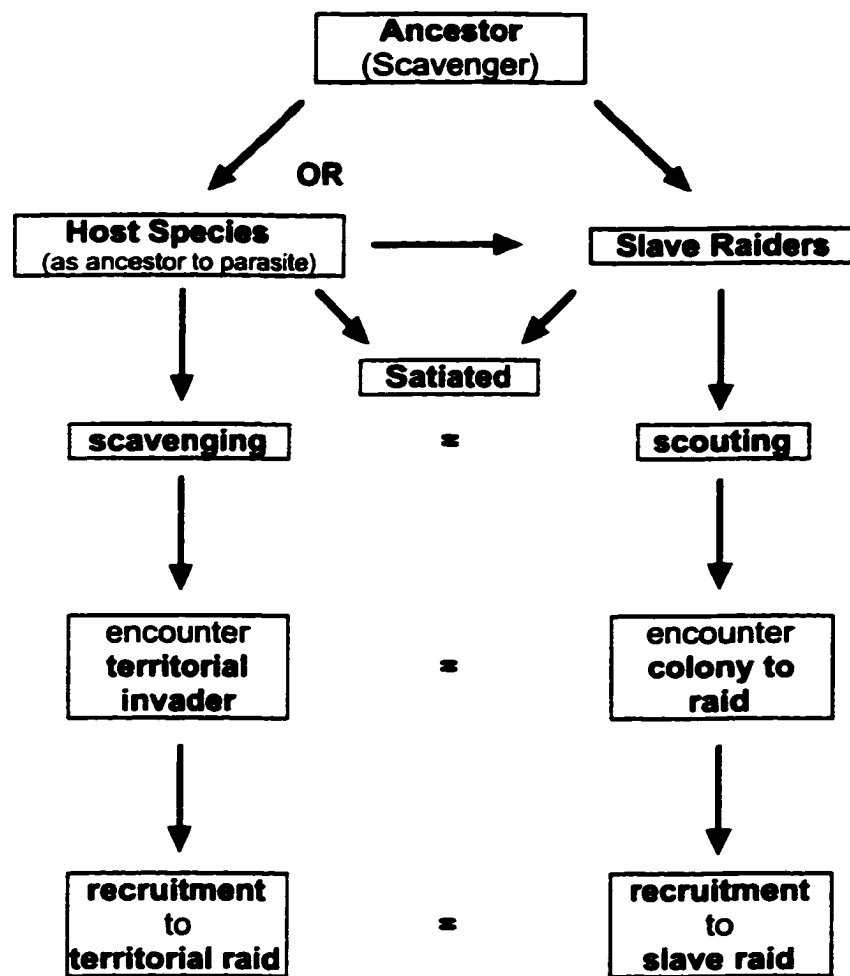 Ancestor
(Scavenger)
OR
Host Species
(as ancestor to parasite)
Slave Raiders
Satiated
scavenging
=
scouting
encounter
territorial
invader
=
encounter
colony to
raid
recruitment
to
territorial raid
=
recruitment
to
slave raid